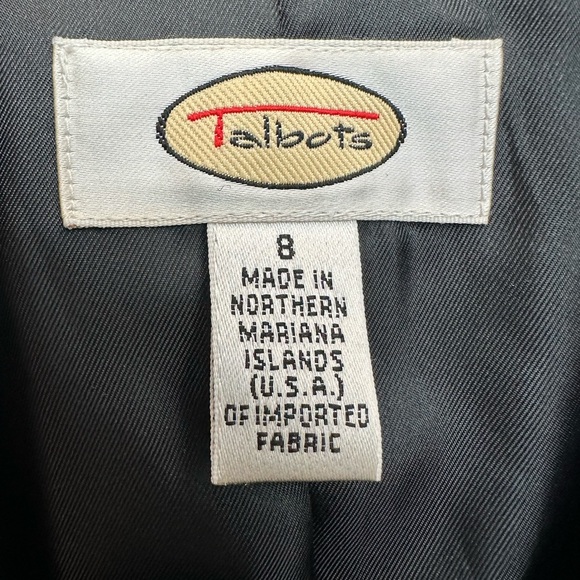 Talbots
8
MADE IN
NORTHERN
MARIANA
ISLANDS
(U.S.A.)
OF IMPORTED
FABRIC